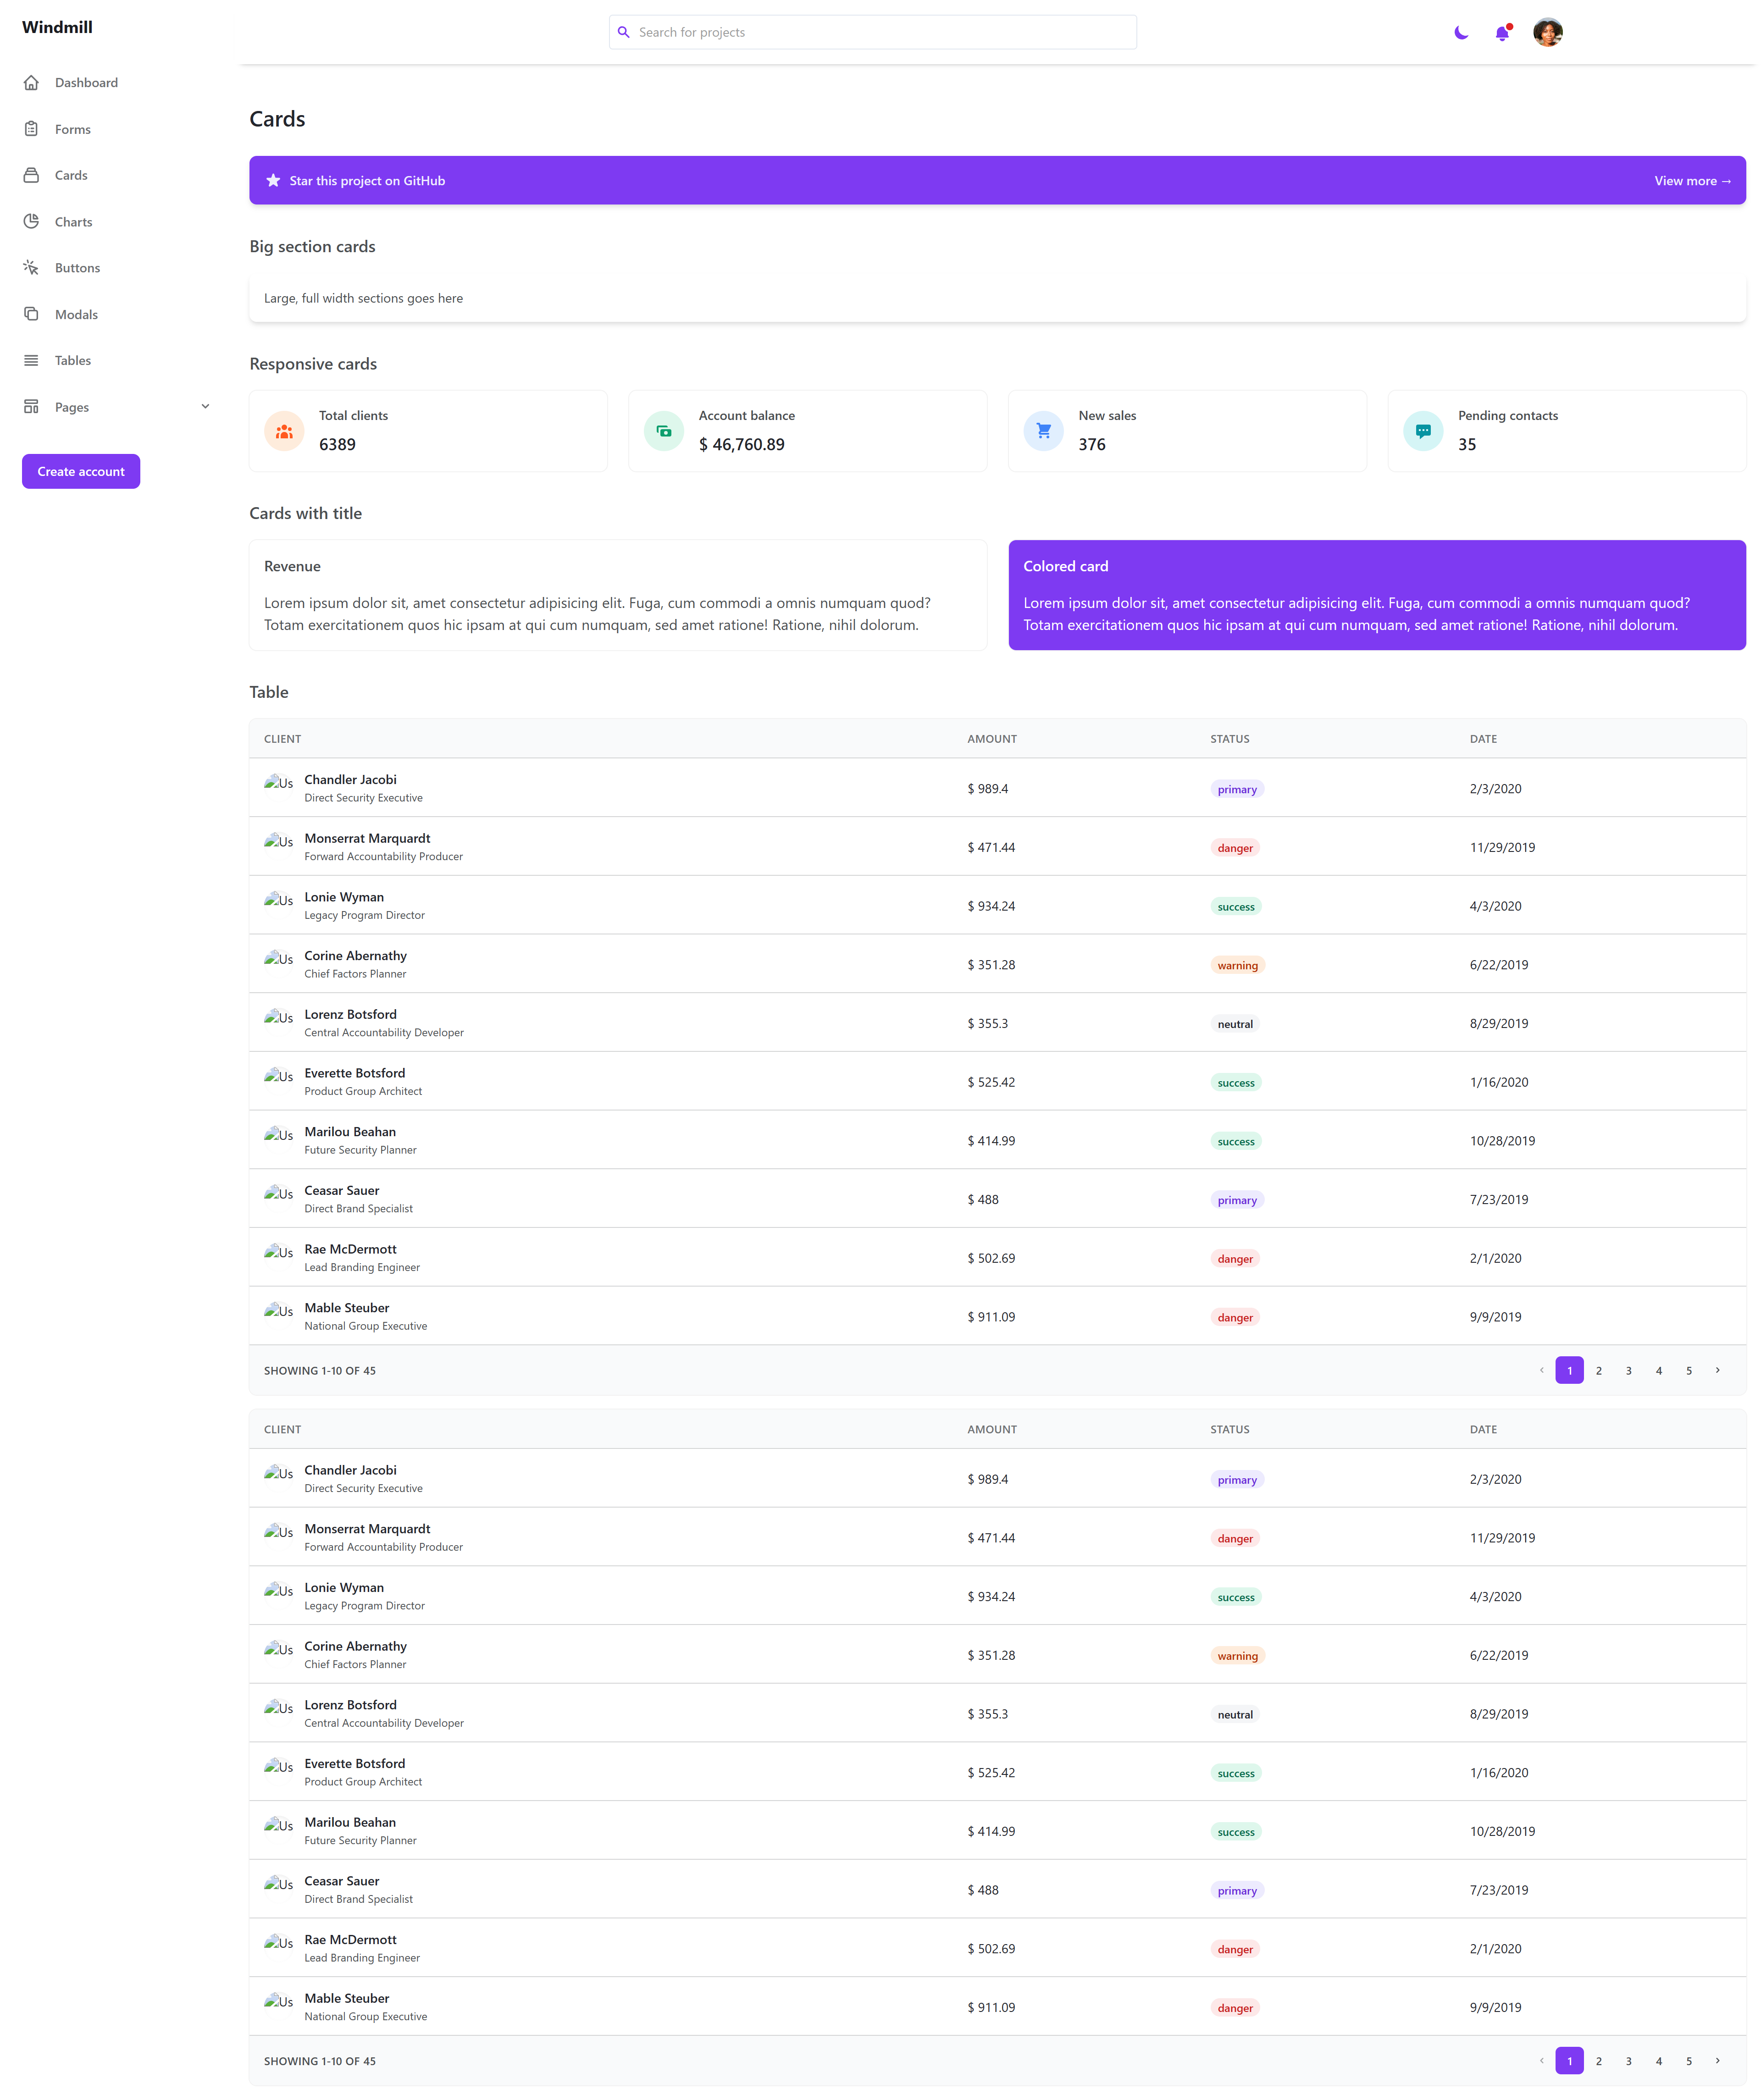 Windmill
Search for projects
Dashboard
Forms
Cards
Charts
Buttons
Modals
Tables
Pages
Create account
Cards
Star this project on GitHub
View more →
Big section cards
Large, full width sections goes here
Responsive cards
Total clients
6389
Account balance
$ 46,760.89
New sales
376
Pending contacts
35
Cards with title
Revenue
Lorem ipsum dolor sit, amet consectetur adipisicing elit. Fuga, cum commodi a omnis numquam quod?
Totam exercitationem quos hic ipsam at qui cum numquam, sed amet ratione! Ratione, nihil dolorum.
Colored card
Lorem ipsum dolor sit, amet consectetur adipisicing elit. Fuga, cum commodi a omnis numquam quod?
Totam exercitationem quos hic ipsam at qui cum numquam, sed amet ratione! Ratione, nihil dolorum.
Table
CLIENT AMOUNT STATUS DATE
Us Chandler Jacobi
Direct Security Executive
$ 989.4 primary 2/3/2020
Us Monserrat Marquardt
Forward Accountability Producer
$ 471.44 danger 11/29/2019
Us Lonie Wyman
Legacy Program Director
$ 934.24 success 4/3/2020
Us Corine Abernathy
Chief Factors Planner
$ 351.28 warning 6/22/2019
Us Lorenz Botsford
Central Accountability Developer
$ 355.3 neutral 8/29/2019
Us Everette Botsford
Product Group Architect
$ 525.42 success 1/16/2020
Us Marilou Beahan
Future Security Planner
$ 414.99 success 10/28/2019
Us Ceasar Sauer
Direct Brand Specialist
$ 488 primary 7/23/2019
Us Rae McDermott
Lead Branding Engineer
$ 502.69 danger 2/1/2020
Us Mable Steuber
National Group Executive
$ 911.09 danger 9/9/2019
SHOWING 1-10 OF 45
1 2 3 4 5
CLIENT AMOUNT STATUS DATE
Us Chandler Jacobi
Direct Security Executive
$ 989.4 primary 2/3/2020
Us Monserrat Marquardt
Forward Accountability Producer
$ 471.44 danger 11/29/2019
Us Lonie Wyman
Legacy Program Director
$ 934.24 success 4/3/2020
Us Corine Abernathy
Chief Factors Planner
$ 351.28 warning 6/22/2019
Us Lorenz Botsford
Central Accountability Developer
$ 355.3 neutral 8/29/2019
Us Everette Botsford
Product Group Architect
$ 525.42 success 1/16/2020
Us Marilou Beahan
Future Security Planner
$ 414.99 success 10/28/2019
Us Ceasar Sauer
Direct Brand Specialist
$ 488 primary 7/23/2019
Us Rae McDermott
Lead Branding Engineer
$ 502.69 danger 2/1/2020
Us Mable Steuber
National Group Executive
$ 911.09 danger 9/9/2019
SHOWING 1-10 OF 45
1 2 3 4 5